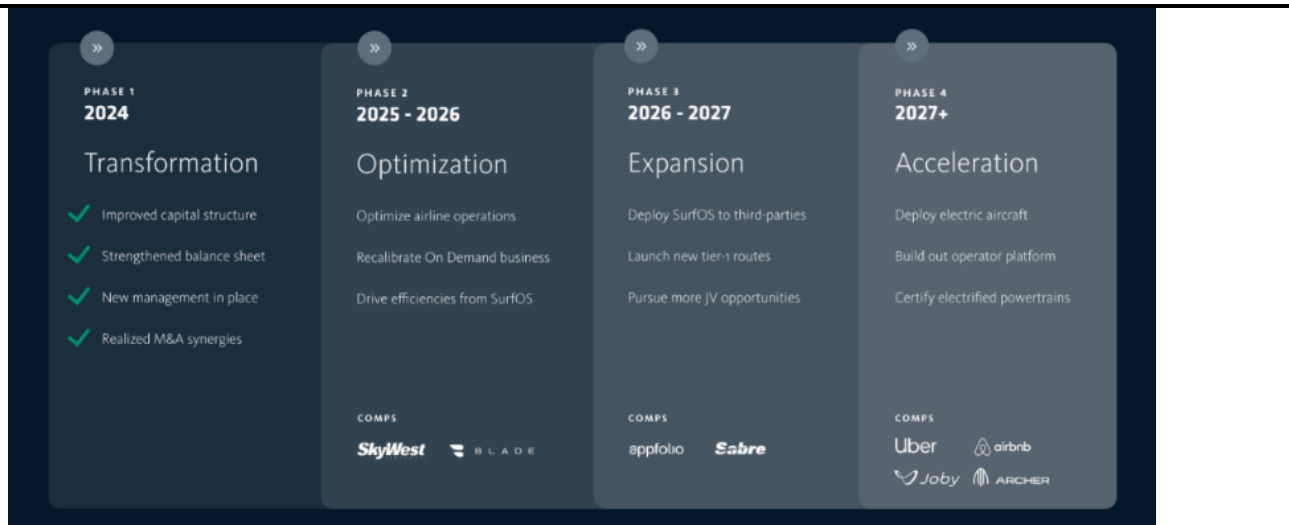 »
PHASE 1
2024
Transformation
Improved capital structure
Strengthened balance sheet
New management in place
Realized M&A synergies
»
PHASE 2
2025 - 2026
Optimization
Optimize airline operations
Recalibrate On Demand business
Drive efficiencies from SurfOS
COMPS
SkyWest BLADE
»
PHASE 3
2026 - 2027
Expansion
Deploy SurfOS to third-parties
Launch new tier-1 routes
Pursue more JV opportunities
COMPS
appfolio Sabre
»
PHASE 4
2027+
Acceleration
Deploy electric aircraft
Build out operator platform
Certify electrified powertrains
COMPS
Uber airbnb
Joby ARCHER